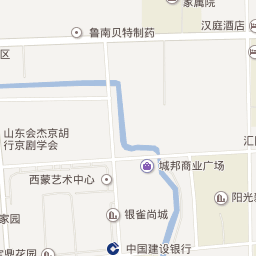 家属院
汉庭酒店
鲁南贝特制药
区
山东会杰京胡
行京剧学会
汇
城邦商业广场
西蒙艺术中心
阳光
银雀尚城
家园
鼎花园
中国建设银行